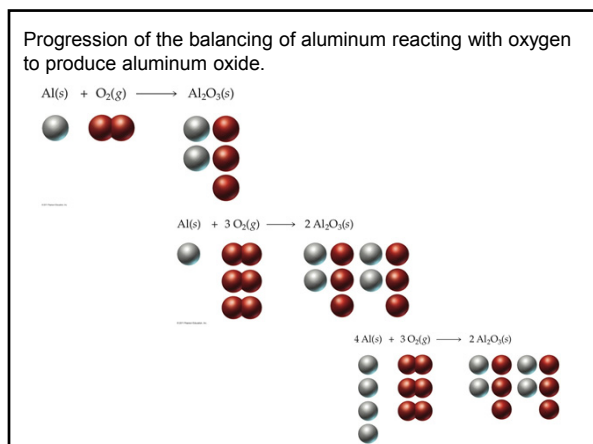 Progression of the balancing of aluminum reacting with oxygen
to produce aluminum oxide.
Al(s) + O₂(g) ⟶ Al₂O₃(s)
Al(s) + 3 O₂(g) ⟶ 2 Al₂O₃(s)
4 Al(s) + 3 O₂(g) ⟶ 2 Al₂O₃(s)